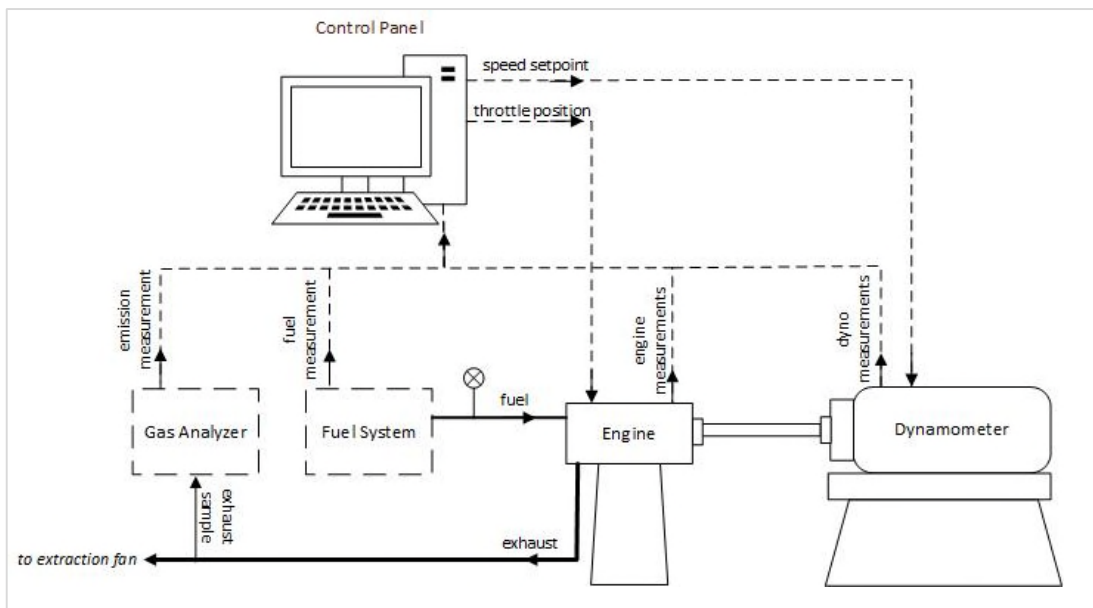 Control Panel
speed setpoint
throttle position
emission
measurement
fuel
measurement
engine
measurements
dyno
measurements
fuel
Gas Analyzer
Fuel System
Engine
Dynamometer
exhaust
sample
exhaust
to extraction fan